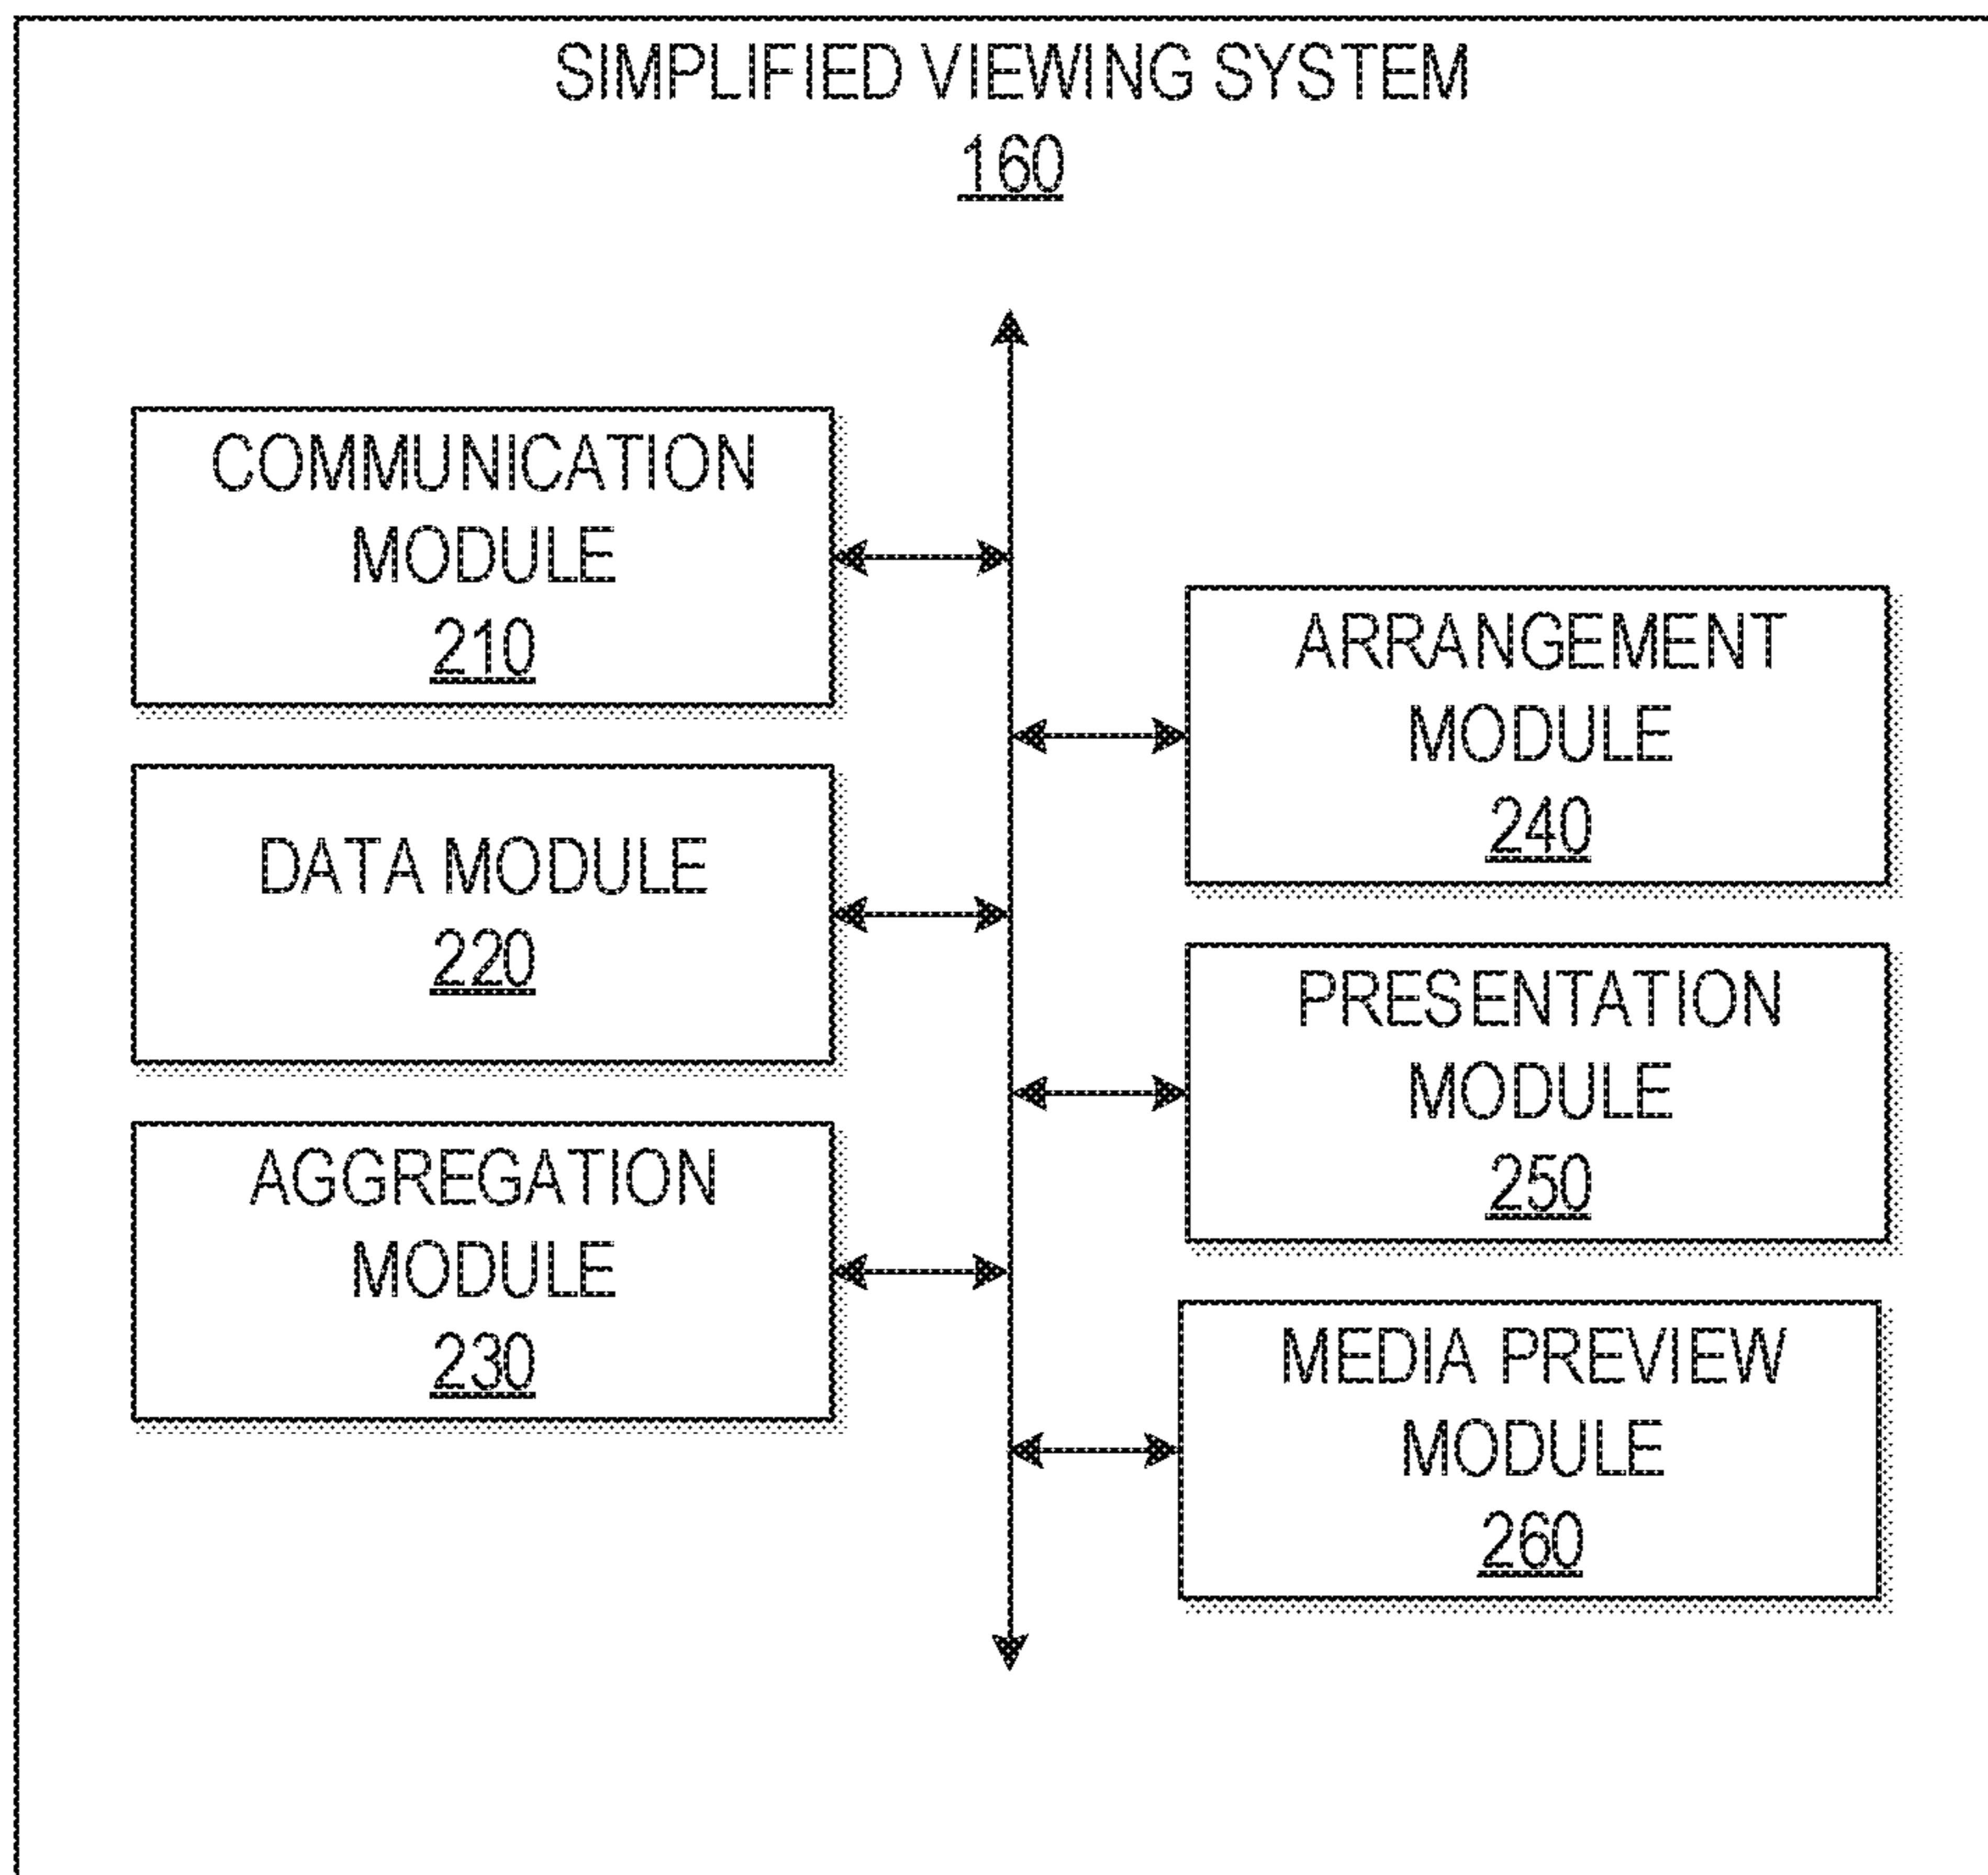 SIMPLIFIED VIEWING SYSTEM
160
COMMUNICATION
MODULE
210
DATA MODULE
220
AGGREGATION
MODULE
230
ARRANGEMENT
MODULE
240
PRESENTATION
MODULE
250
MEDIA PREVIEW
MODULE
260